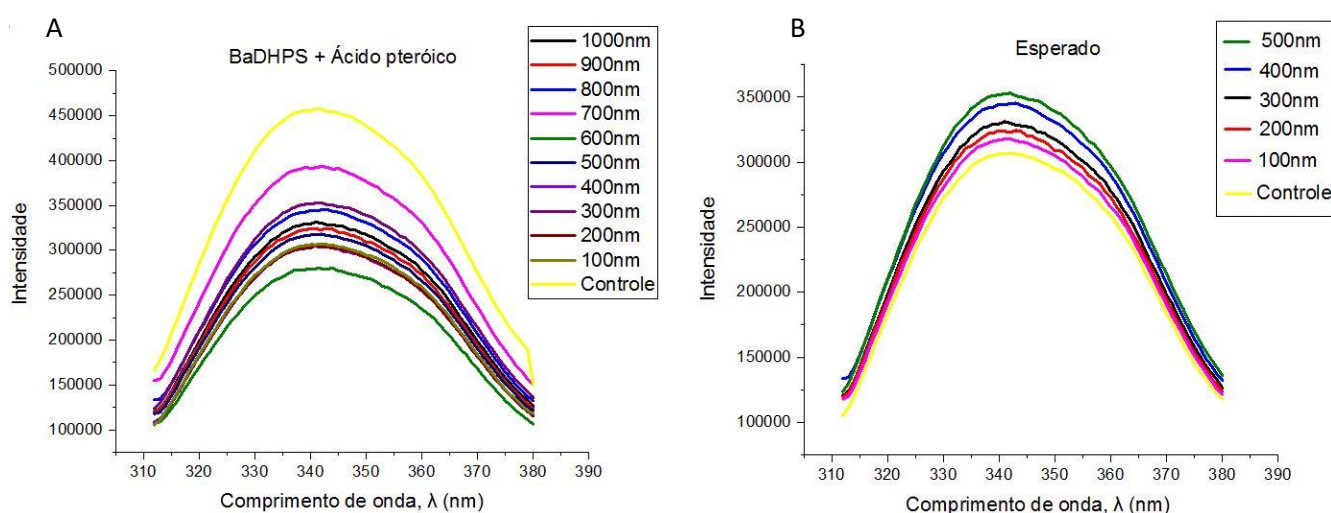 A
BaDHPS + Ácido pteróico
1000nm
900nm
800nm
700nm
600nm
500nm
400nm
300nm
200nm
100nm
Controle
500000
450000
400000
350000
300000
250000
200000
150000
100000
Intensidade
310 320 330 340 350 360 370 380 390
Comprimento de onda, λ (nm)
B
Esperado
500nm
400nm
300nm
200nm
100nm
Controle
350000
300000
250000
200000
150000
100000
Intensidade
310 320 330 340 350 360 370 380 390
Comprimento de onda, λ (nm)